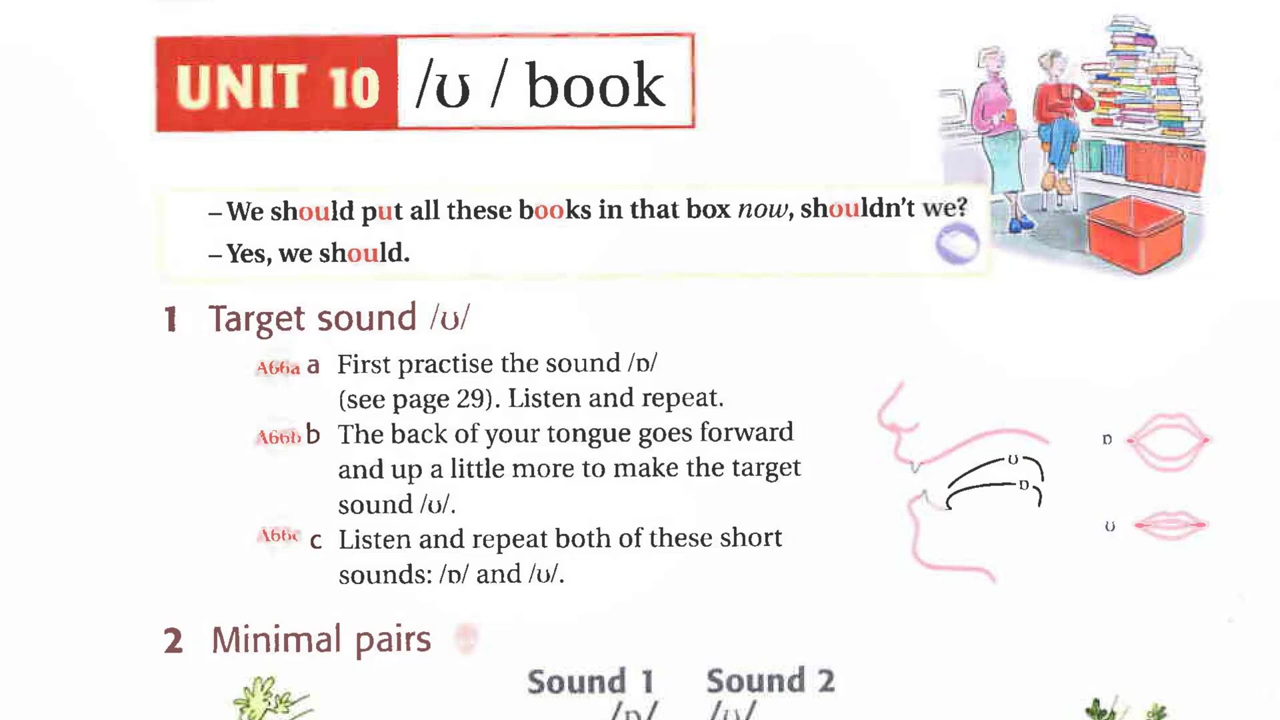 UNIT 10 /ʊ/ book
– We should put all these books in that box now, shouldn't we?
– Yes, we should.
1 Target sound /ʊ/
A66a a First practise the sound /ɒ/
(see page 29). Listen and repeat.
A66b b The back of your tongue goes forward
and up a little more to make the target
sound /ʊ/.
A66c c Listen and repeat both of these short
sounds: /ɒ/ and /ʊ/.
ʊ
ɒ
ɒ
ʊ
2 Minimal pairs
Sound 1 Sound 2
/ɒ/ /ʊ/